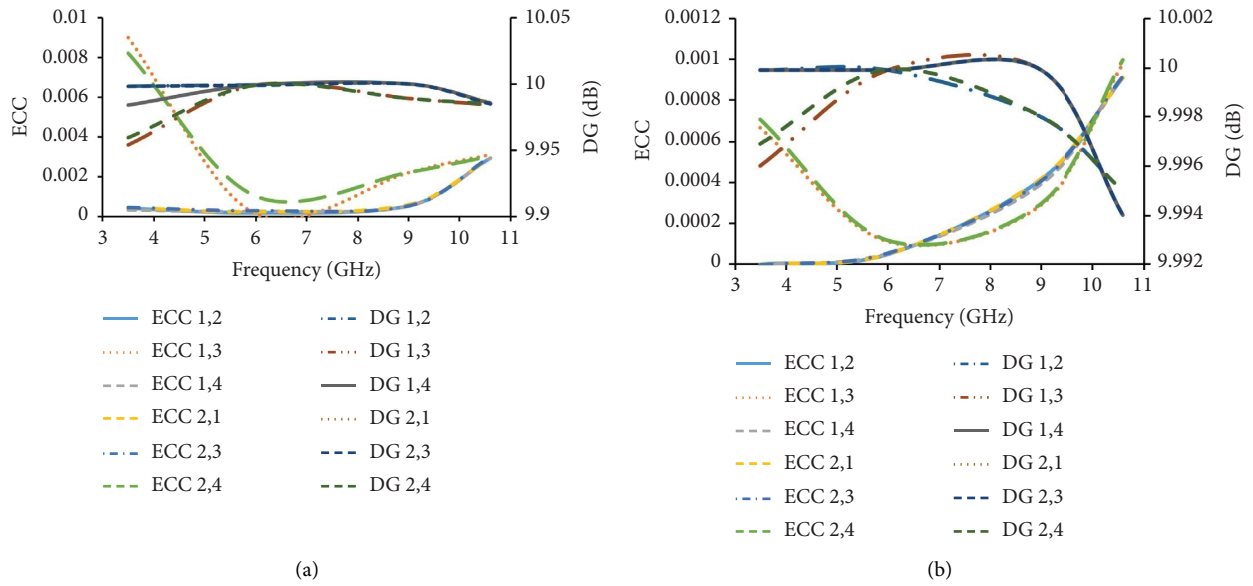 0.01
0.008
0.006
0.004
0.002
0
ECC
10.05
10
9.95
9.9
DG (dB)
3 4 5 6 7 8 9 10 11
Frequency (GHz)
ECC 1,2 DG 1,2
ECC 1,3 DG 1,3
ECC 1,4 DG 1,4
ECC 2,1 DG 2,1
ECC 2,3 DG 2,3
ECC 2,4 DG 2,4
(a)
0.0012
0.001
0.0008
0.0006
0.0004
0.0002
0
ECC
10.002
10
9.998
9.996
9.994
9.992
DG (dB)
3 4 5 6 7 8 9 10 11
Frequency (GHz)
ECC 1,2 DG 1,2
ECC 1,3 DG 1,3
ECC 1,4 DG 1,4
ECC 2,1 DG 2,1
ECC 2,3 DG 2,3
ECC 2,4 DG 2,4
(b)